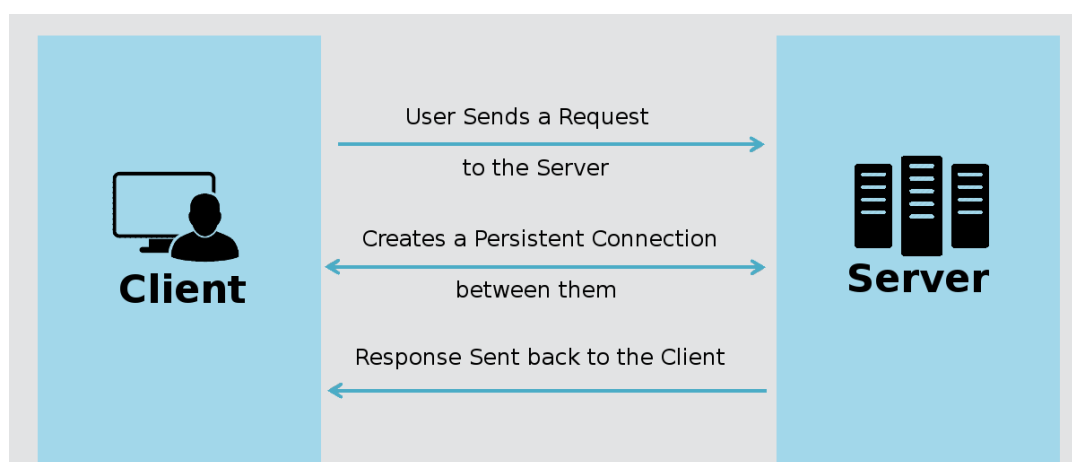 User Sends a Request
to the Server
Creates a Persistent Connection
between them
Response Sent back to the Client
Client
Server